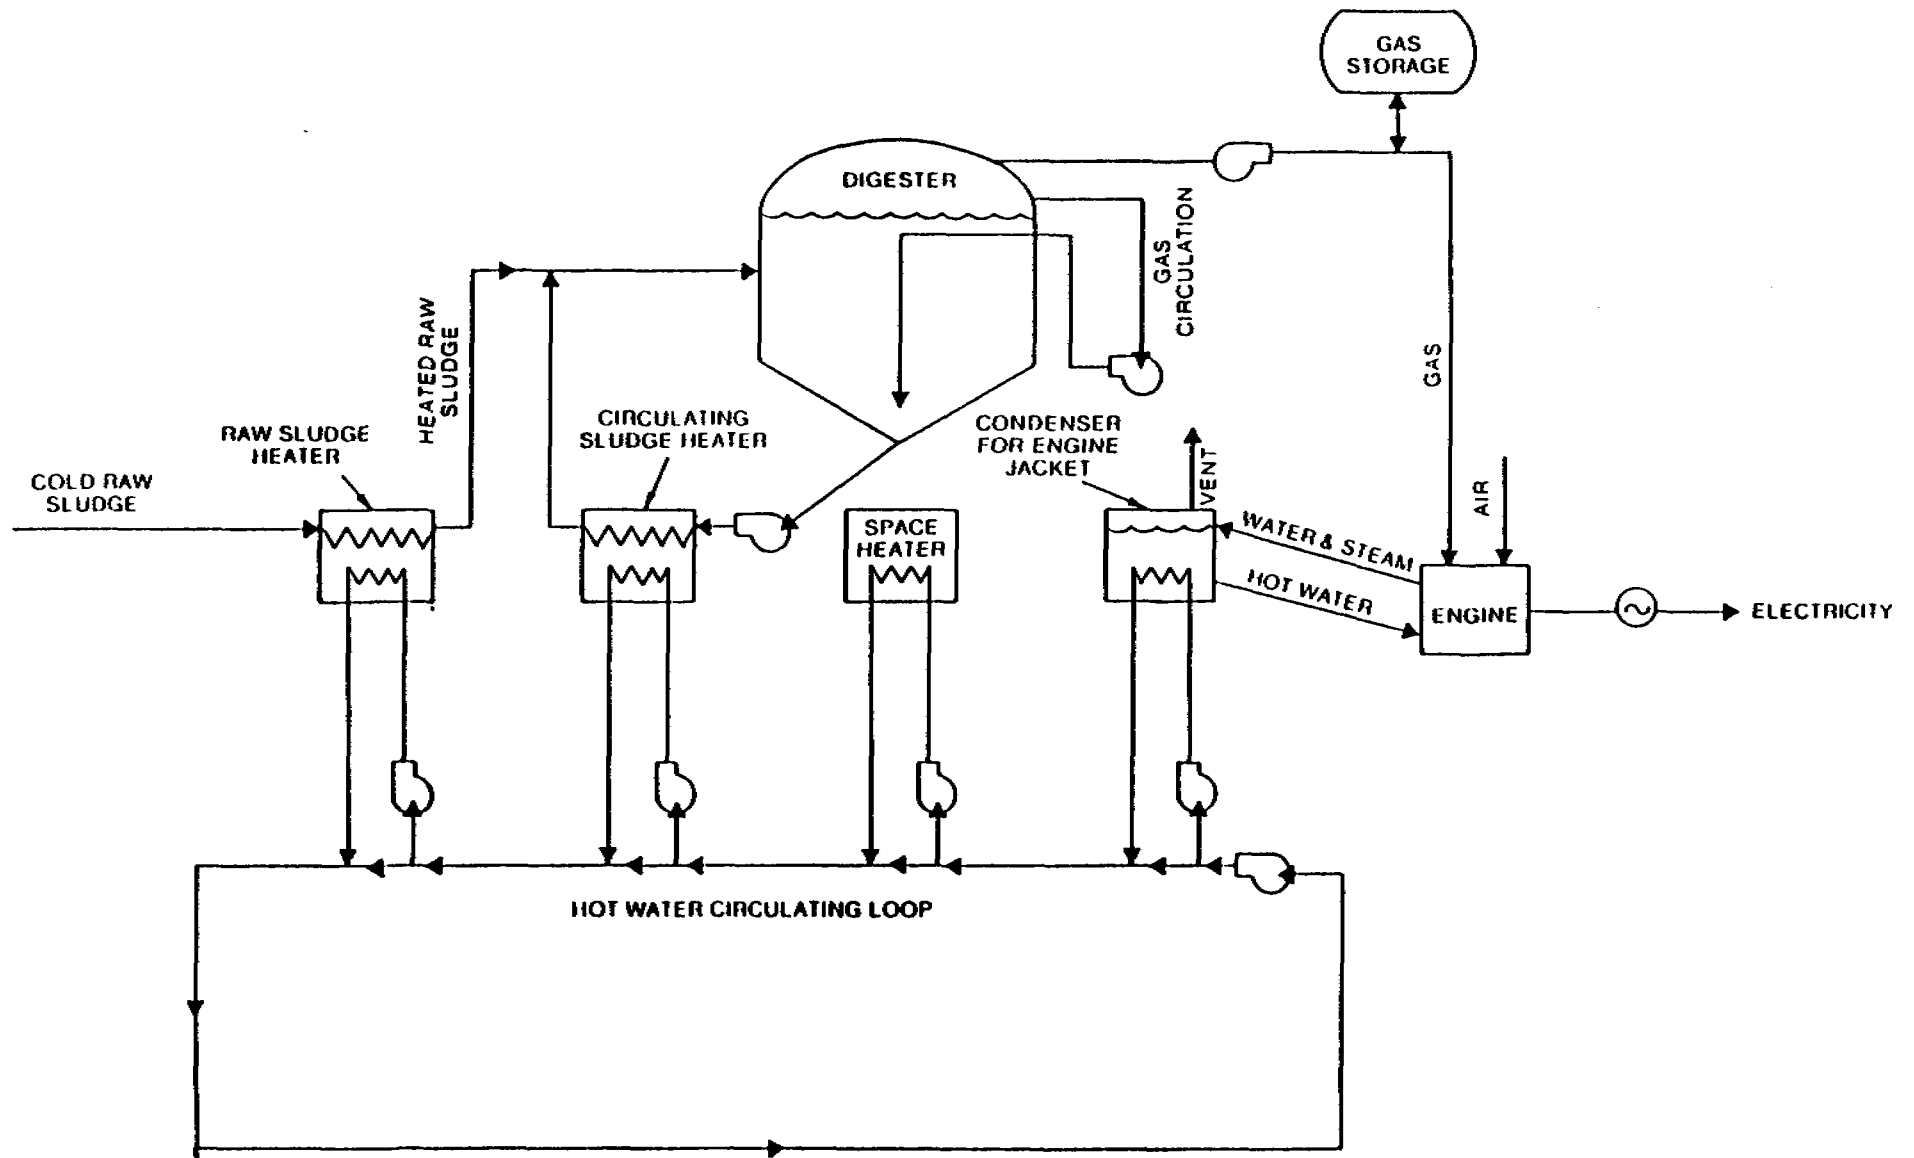 GAS
STORAGE
DIGESTER
GAS
CIRCULATION
HEATED RAW
SLUDGE
GAS
RAW SLUDGE
HEATER
CIRCULATING
SLUDGE HEATER
CONDENSER
FOR ENGINE
JACKET
VENT
AIR
COLD RAW
SLUDGE
SPACE
HEATER
WATER & STEAM
HOT WATER
ENGINE
ELECTRICITY
HOT WATER CIRCULATING LOOP